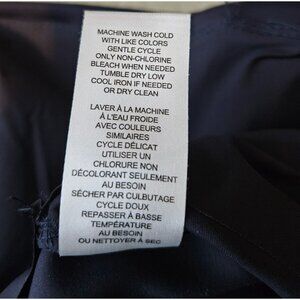 MACHINE WASH COLD
WITH LIKE COLORS
GENTLE CYCLE
ONLY NON-CHLORINE
BLEACH WHEN NEEDED
TUMBLE DRY LOW
COOL IRON IF NEEDED
OR DRY CLEAN
LAVER À LA MACHINE
À L'EAU FROIDE
AVEC COULEURS
SIMILAIRES
CYCLE DÉLICAT
UTILISER UN
CHLORURE NON
DÉCOLORANT SEULEMENT
AU BESOIN
SÉCHER PAR CULBUTAGE
CYCLE DOUX
REPASSER À BASSE
TEMPÉRATURE
AU BESOIN
OU NETTOYER À SEC